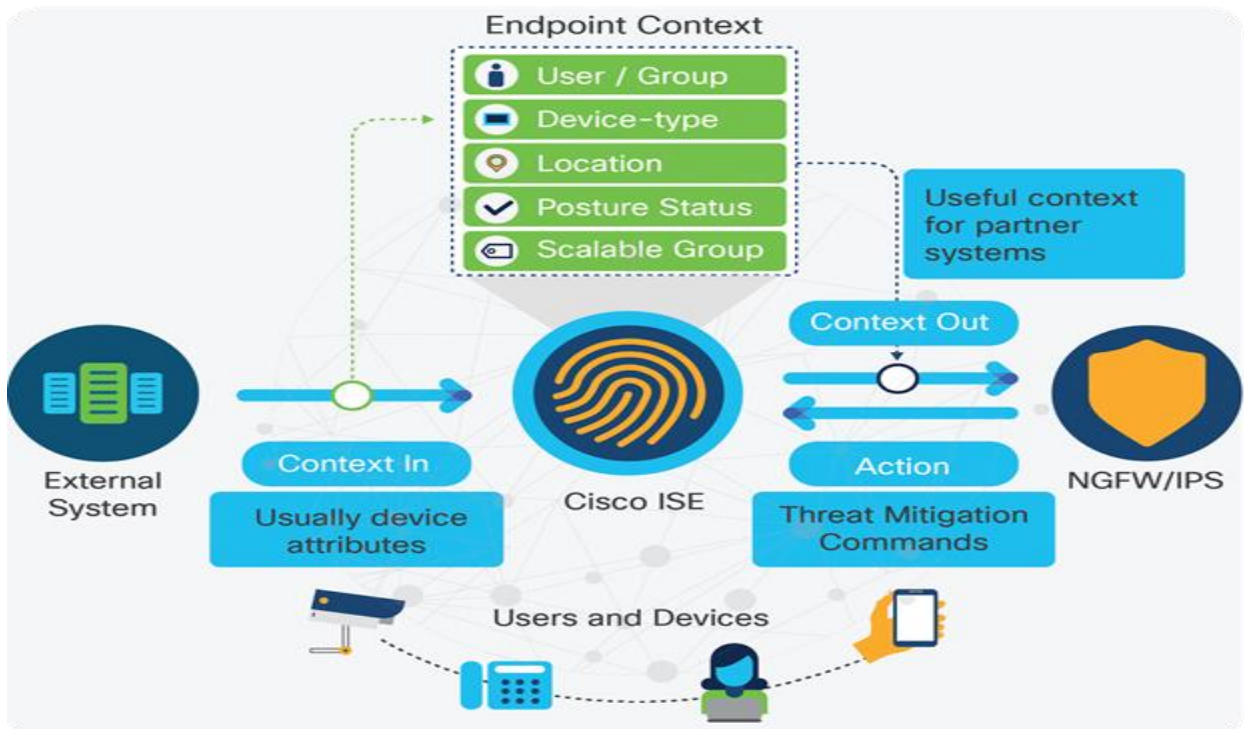 Endpoint Context
User / Group
Device-type
Location
Posture Status
Scalable Group
Useful context
for partner
systems
Context Out
External
System
Context In
Usually device
attributes
Cisco ISE
Action
Threat Mitigation
Commands
NGFW/IPS
Users and Devices